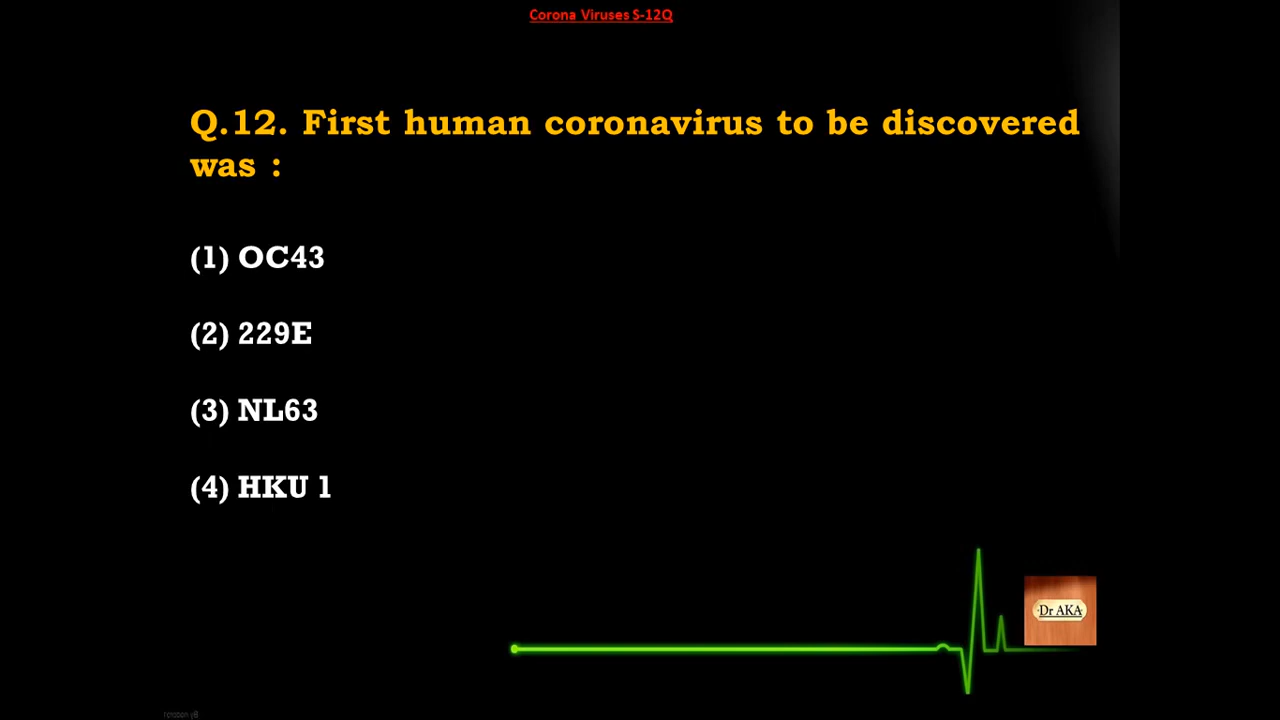 Corona Viruses S-12Q
Q.12. First human coronavirus to be discovered
was :
(1) OC43
(2) 229E
(3) NL63
(4) HKU 1
Dr AKA